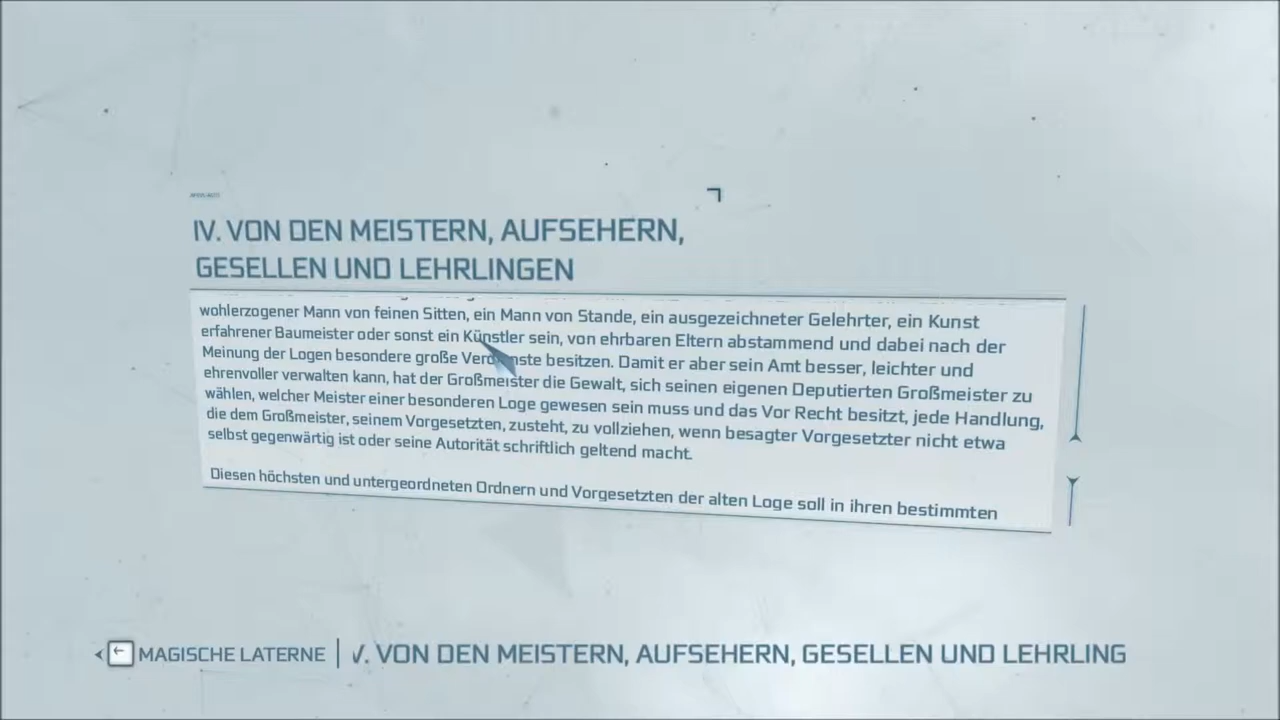 IV. VON DEN MEISTERN, AUFSEHERN,
GESELLEN UND LEHRLINGEN
wohlerzogener Mann von feinen Sitten, ein Mann von Stande, ein ausgezeichneter Gelehrter, ein Kunst
erfahrener Baumeister oder sonst ein Künstler sein, von ehrbaren Eltern abstammend und dabei nach der
Meinung der Logen besondere große Verdienste besitzen. Damit er aber sein Amt besser, leichter und
ehrenvoller verwalten kann, hat der Großmeister die Gewalt, sich seinen eigenen Deputierten Großmeister zu
wählen, welcher Meister einer besonderen Loge gewesen sein muss und das Vor Recht besitzt, jede Handlung,
die dem Großmeister, seinem Vorgesetzten, zusteht, zu vollziehen, wenn besagter Vorgesetzter nicht etwa
selbst gegenwärtig ist oder seine Autorität schriftlich geltend macht.
Diesen höchsten und untergeordneten Ordnern und Vorgesetzten der alten Loge soll in ihren bestimmten
MAGISCHE LATERNE | V. VON DEN MEISTERN, AUFSEHERN, GESELLEN UND LEHRLING